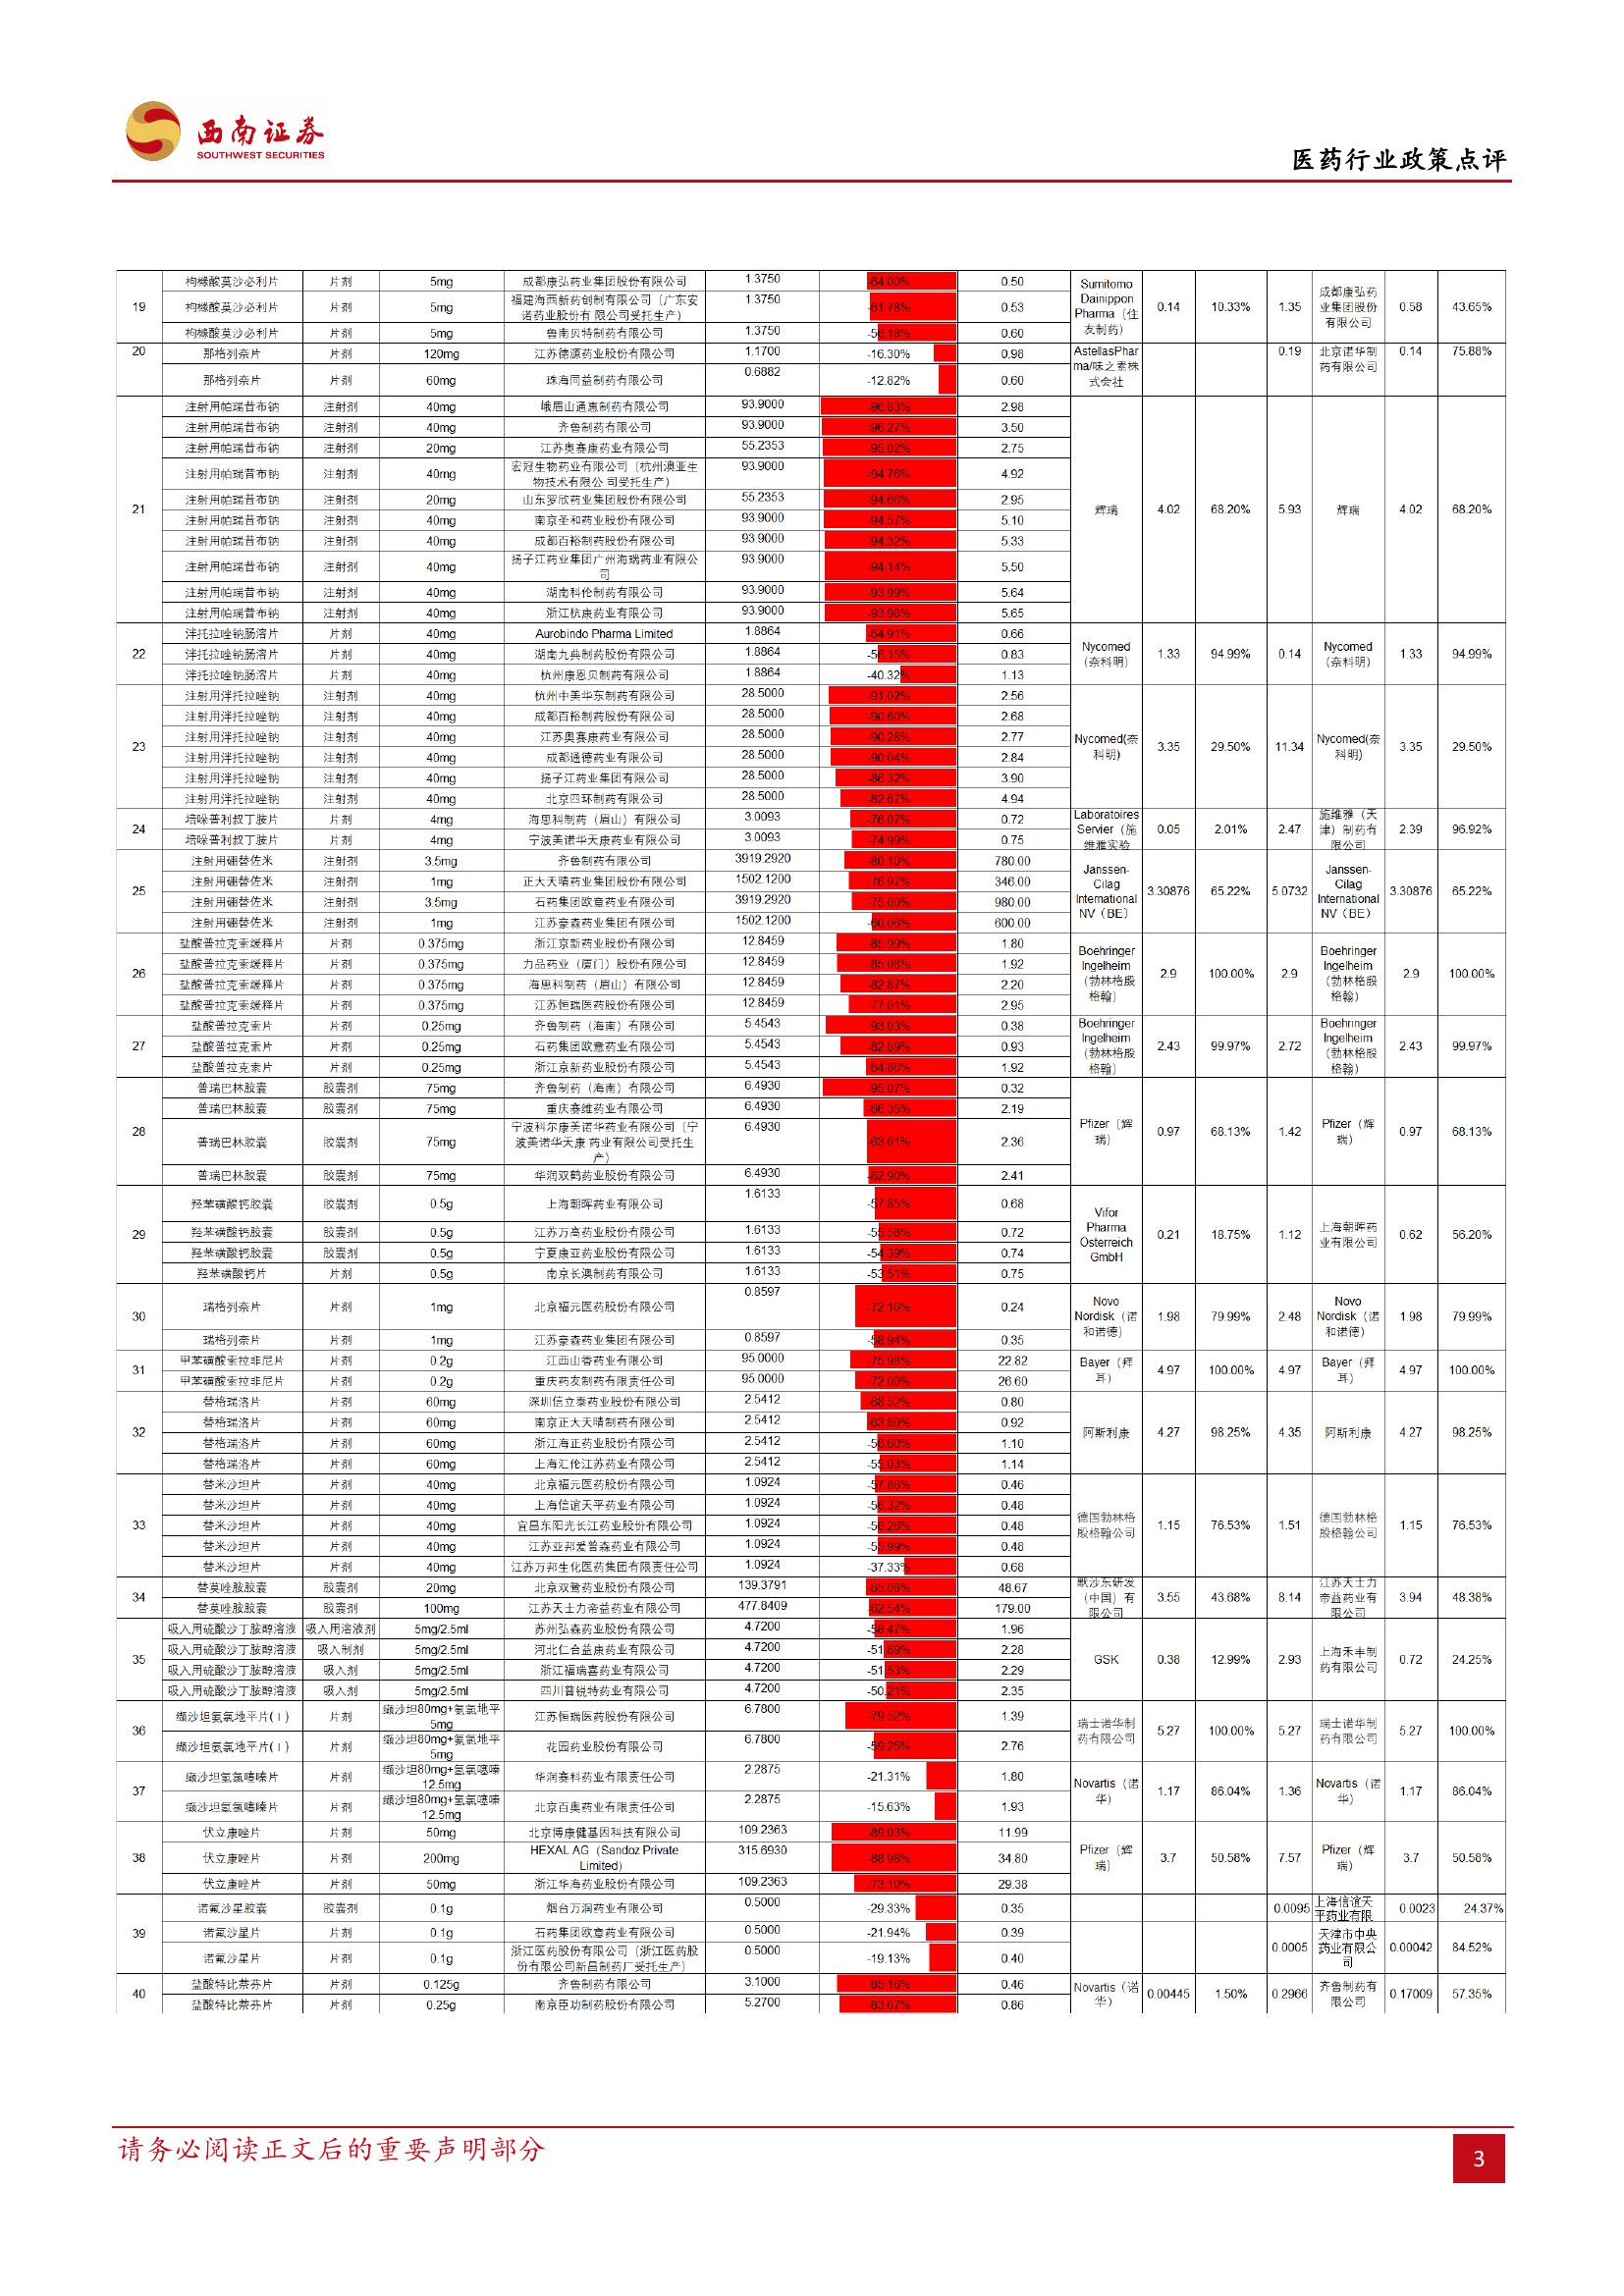 西南证券
SOUTHWEST SECURITIES
医药行业政策点评
19 枸橼酸莫沙必利片 片剂 5mg 成都康弘药业集团股份有限公司 1.3750 -64.00% 0.50 Sumitomo Dainippon Pharma（住友制药） 0.14 10.33% 1.35 成都康弘药业集团股份有限公司 0.58 43.65%
枸橼酸莫沙必利片 片剂 5mg 福建海西新药创制有限公司（广东安诺药业股份有 限公司受托生产） 1.3750 -61.78% 0.53
枸橼酸莫沙必利片 片剂 5mg 鲁南贝特制药有限公司 1.3750 -56.18% 0.60
20 那格列奈片 片剂 120mg 江苏德源药业股份有限公司 1.1700 -16.30% 0.98 AstellasPharma/味之素株式会社 0.19 北京诺华制药有限公司 0.14 75.88%
那格列奈片 片剂 60mg 珠海同益制药有限公司 0.6882 -12.82% 0.60
21 注射用帕瑞昔布钠 注射剂 40mg 峨眉山通惠制药有限公司 93.9000 -96.83% 2.98 辉瑞 4.02 68.20% 5.93 辉瑞 4.02 68.20%
注射用帕瑞昔布钠 注射剂 40mg 齐鲁制药有限公司 93.9000 -96.27% 3.50
注射用帕瑞昔布钠 注射剂 20mg 江苏奥赛康药业有限公司 55.2353 -95.02% 2.75
注射用帕瑞昔布钠 注射剂 40mg 宏冠生物药业有限公司（杭州澳亚生物技术有限公 司受托生产） 93.9000 -94.76% 4.92
注射用帕瑞昔布钠 注射剂 20mg 山东罗欣药业集团股份有限公司 55.2353 -94.66% 2.95
注射用帕瑞昔布钠 注射剂 40mg 南京圣和药业股份有限公司 93.9000 -94.57% 5.10
注射用帕瑞昔布钠 注射剂 40mg 成都百裕制药股份有限公司 93.9000 -94.32% 5.33
注射用帕瑞昔布钠 注射剂 40mg 扬子江药业集团广州海瑞药业有限公司 93.9000 -94.14% 5.50
注射用帕瑞昔布钠 注射剂 40mg 湖南科伦制药有限公司 93.9000 -93.99% 5.64
注射用帕瑞昔布钠 注射剂 40mg 浙江杭康药业有限公司 93.9000 -93.98% 5.65
22 泮托拉唑钠肠溶片 片剂 40mg Aurobindo Pharma Limited 1.8864 -64.91% 0.66 Nycomed（奈科明） 1.33 94.99% 0.14 Nycomed（奈科明） 1.33 94.99%
泮托拉唑钠肠溶片 片剂 40mg 湖南九典制药股份有限公司 1.8864 -56.15% 0.83
泮托拉唑钠肠溶片 片剂 40mg 杭州康恩贝制药有限公司 1.8864 -40.32% 1.13
23 注射用泮托拉唑钠 注射剂 40mg 杭州中美华东制药有限公司 28.5000 -91.02% 2.56 Nycomed(奈科明) 3.35 29.50% 11.34 Nycomed(奈科明) 3.35 29.50%
注射用泮托拉唑钠 注射剂 40mg 成都百裕制药股份有限公司 28.5000 -90.60% 2.68
注射用泮托拉唑钠 注射剂 40mg 江苏奥赛康药业有限公司 28.5000 -90.28% 2.77
注射用泮托拉唑钠 注射剂 40mg 成都通德药业有限公司 28.5000 -90.04% 2.84
注射用泮托拉唑钠 注射剂 40mg 扬子江药业集团有限公司 28.5000 -86.32% 3.90
注射用泮托拉唑钠 注射剂 40mg 北京四环制药有限公司 28.5000 -82.67% 4.94
24 培哚普利叔丁胺片 片剂 4mg 海思科制药（眉山）有限公司 3.0093 -76.07% 0.72 Laboratoires Servier（施维雅实验 0.05 2.01% 2.47 施维雅（天津）制药有限公司 2.39 96.92%
培哚普利叔丁胺片 片剂 4mg 宁波美诺华天康药业有限公司 3.0093 -74.99% 0.75
25 注射用硼替佐米 注射剂 3.5mg 齐鲁制药有限公司 3919.2920 -80.10% 780.00 Janssen-Cilag International NV（BE） 3.30876 65.22% 5.0732 Janssen-Cilag International NV（BE） 3.30876 65.22%
注射用硼替佐米 注射剂 1mg 正大天晴药业集团股份有限公司 1502.1200 -76.97% 346.00
注射用硼替佐米 注射剂 3.5mg 石药集团欧意药业有限公司 3919.2920 -75.00% 980.00
注射用硼替佐米 注射剂 1mg 江苏豪森药业集团有限公司 1502.1200 -60.06% 600.00
26 盐酸普拉克索缓释片 片剂 0.375mg 浙江京新药业股份有限公司 12.8459 -85.99% 1.80 Boehringer Ingelheim（勃林格殷格翰） 2.9 100.00% 2.9 Boehringer Ingelheim（勃林格殷格翰） 2.9 100.00%
盐酸普拉克索缓释片 片剂 0.375mg 力品药业（厦门）股份有限公司 12.8459 -85.08% 1.92
盐酸普拉克索缓释片 片剂 0.375mg 海思科制药（眉山）有限公司 12.8459 -82.87% 2.20
盐酸普拉克索缓释片 片剂 0.375mg 江苏恒瑞医药股份有限公司 12.8459 -77.01% 2.95
27 盐酸普拉克索片 片剂 0.25mg 齐鲁制药（海南）有限公司 5.4543 -93.03% 0.38 Boehringer Ingelheim（勃林格殷格翰） 2.43 99.97% 2.72 Boehringer Ingelheim（勃林格殷格翰） 2.43 99.97%
盐酸普拉克索片 片剂 0.25mg 石药集团欧意药业有限公司 5.4543 -82.89% 0.93
盐酸普拉克索片 片剂 0.25mg 浙江京新药业股份有限公司 5.4543 -64.86% 1.92
28 普瑞巴林胶囊 胶囊剂 75mg 齐鲁制药（海南）有限公司 6.4930 -95.07% 0.32 Pfizer（辉瑞） 0.97 68.13% 1.42 Pfizer（辉瑞） 0.97 68.13%
普瑞巴林胶囊 胶囊剂 75mg 重庆赛维药业有限公司 6.4930 -66.35% 2.19
普瑞巴林胶囊 胶囊剂 75mg 宁波科尔康美诺华药业有限公司（宁波美诺华天康 药业有限公司受托生产） 6.4930 -63.61% 2.36
普瑞巴林胶囊 胶囊剂 75mg 华润双鹤药业股份有限公司 6.4930 -62.90% 2.41
29 羟苯磺酸钙胶囊 胶囊剂 0.5g 上海朝晖药业有限公司 1.6133 -57.85% 0.68 Vifor Pharma Osterreich GmbH 0.21 18.75% 1.12 上海朝晖药业有限公司 0.62 56.20%
羟苯磺酸钙胶囊 胶囊剂 0.5g 江苏万高药业股份有限公司 1.6133 -55.58% 0.72
羟苯磺酸钙胶囊 胶囊剂 0.5g 宁夏康亚药业股份有限公司 1.6133 -54.39% 0.74
羟苯磺酸钙片 片剂 0.5g 南京长澳制药有限公司 1.6133 -53.51% 0.75
30 瑞格列奈片 片剂 1mg 北京福元医药股份有限公司 0.8597 -72.16% 0.24 Novo Nordisk（诺和诺德） 1.98 79.99% 2.48 Novo Nordisk（诺和诺德） 1.98 79.99%
瑞格列奈片 片剂 1mg 江苏豪森药业集团有限公司 0.8597 -58.94% 0.35
31 甲苯磺酸索拉非尼片 片剂 0.2g 江西山香药业有限公司 95.0000 -75.98% 22.82 Bayer（拜耳） 4.97 100.00% 4.97 Bayer（拜耳） 4.97 100.00%
甲苯磺酸索拉非尼片 片剂 0.2g 重庆药友制药有限责任公司 95.0000 -72.00% 26.60
32 替格瑞洛片 片剂 60mg 深圳信立泰药业股份有限公司 2.5412 -68.52% 0.80 阿斯利康 4.27 98.25% 4.35 阿斯利康 4.27 98.25%
替格瑞洛片 片剂 60mg 南京正大天晴制药有限公司 2.5412 -63.80% 0.92
替格瑞洛片 片剂 60mg 浙江海正药业股份有限公司 2.5412 -56.60% 1.10
替格瑞洛片 片剂 60mg 上海汇伦江苏药业有限公司 2.5412 -55.03% 1.14
33 替米沙坦片 片剂 40mg 北京福元医药股份有限公司 1.0924 -57.86% 0.46 德国勃林格殷格翰公司 1.15 76.53% 1.51 德国勃林格殷格翰公司 1.15 76.53%
替米沙坦片 片剂 40mg 上海信谊天平药业有限公司 1.0924 -56.32% 0.48
替米沙坦片 片剂 40mg 宜昌东阳光长江药业股份有限公司 1.0924 -56.26% 0.48
替米沙坦片 片剂 40mg 江苏亚邦爱普森药业有限公司 1.0924 -55.99% 0.48
替米沙坦片 片剂 40mg 江苏万邦生化医药集团有限责任公司 1.0924 -37.33% 0.68
34 替莫唑胺胶囊 胶囊剂 20mg 北京双鹭药业股份有限公司 139.3791 -65.08% 48.67 默沙东研发（中国）有限公司 3.55 43.68% 8.14 江苏天士力帝益药业有限公司 3.94 48.38%
替莫唑胺胶囊 胶囊剂 100mg 江苏天士力帝益药业有限公司 477.8409 -62.54% 179.00
35 吸入用硫酸沙丁胺醇溶液 吸入用溶液剂 5mg/2.5ml 苏州弘森药业股份有限公司 4.7200 -58.47% 1.96 GSK 0.38 12.99% 2.93 上海禾丰制药有限公司 0.72 24.25%
吸入用硫酸沙丁胺醇溶液 吸入制剂 5mg/2.5ml 河北仁合益康药业有限公司 4.7200 -51.69% 2.28
吸入用硫酸沙丁胺醇溶液 吸入剂 5mg/2.5ml 浙江福瑞喜药业有限公司 4.7200 -51.53% 2.29
吸入用硫酸沙丁胺醇溶液 吸入剂 5mg/2.5ml 四川普锐特药业有限公司 4.7200 -50.21% 2.35
36 缬沙坦氨氯地平片(Ⅰ) 片剂 缬沙坦80mg+氨氯地平5mg 江苏恒瑞医药股份有限公司 6.7800 -79.52% 1.39 瑞士诺华制药有限公司 5.27 100.00% 5.27 瑞士诺华制药有限公司 5.27 100.00%
缬沙坦氨氯地平片(Ⅰ) 片剂 缬沙坦80mg+氨氯地平5mg 花园药业股份有限公司 6.7800 -59.25% 2.76
37 缬沙坦氢氯噻嗪片 片剂 缬沙坦80mg+氢氯噻嗪12.5mg 华润赛科药业有限责任公司 2.2875 -21.31% 1.80 Novartis（诺华） 1.17 86.04% 1.36 Novartis（诺华） 1.17 86.04%
缬沙坦氢氯噻嗪片 片剂 缬沙坦80mg+氢氯噻嗪12.5mg 北京百奥药业有限责任公司 2.2875 -15.63% 1.93
38 伏立康唑片 片剂 50mg 北京博康健基因科技有限公司 109.2363 -89.03% 11.99 Pfizer（辉瑞） 3.7 50.58% 7.57 Pfizer（辉瑞） 3.7 50.58%
伏立康唑片 片剂 200mg HEXAL AG（Sandoz Private Limited） 315.6930 -88.98% 34.80
伏立康唑片 片剂 50mg 浙江华海药业股份有限公司 109.2363 -73.10% 29.38
39 诺氟沙星胶囊 胶囊剂 0.1g 烟台万润药业有限公司 0.5000 -29.33% 0.35 0.0095 上海信谊天平药业有限 0.0023 24.37%
诺氟沙星片 片剂 0.1g 石药集团欧意药业有限公司 0.5000 -21.94% 0.39 0.0005 天津市中央药业有限公司 0.00042 84.52%
诺氟沙星片 片剂 0.1g 浙江医药股份有限公司（浙江医药股份有限公司新昌制药厂受托生产） 0.5000 -19.13% 0.40
40 盐酸特比萘芬片 片剂 0.125g 齐鲁制药有限公司 3.1000 -85.16% 0.46 Novartis（诺华） 0.00445 1.50% 0.2966 齐鲁制药有限公司 0.17009 57.35%
盐酸特比萘芬片 片剂 0.25g 南京臣功制药股份有限公司 5.2700 -83.67% 0.86
请务必阅读正文后的重要声明部分
3